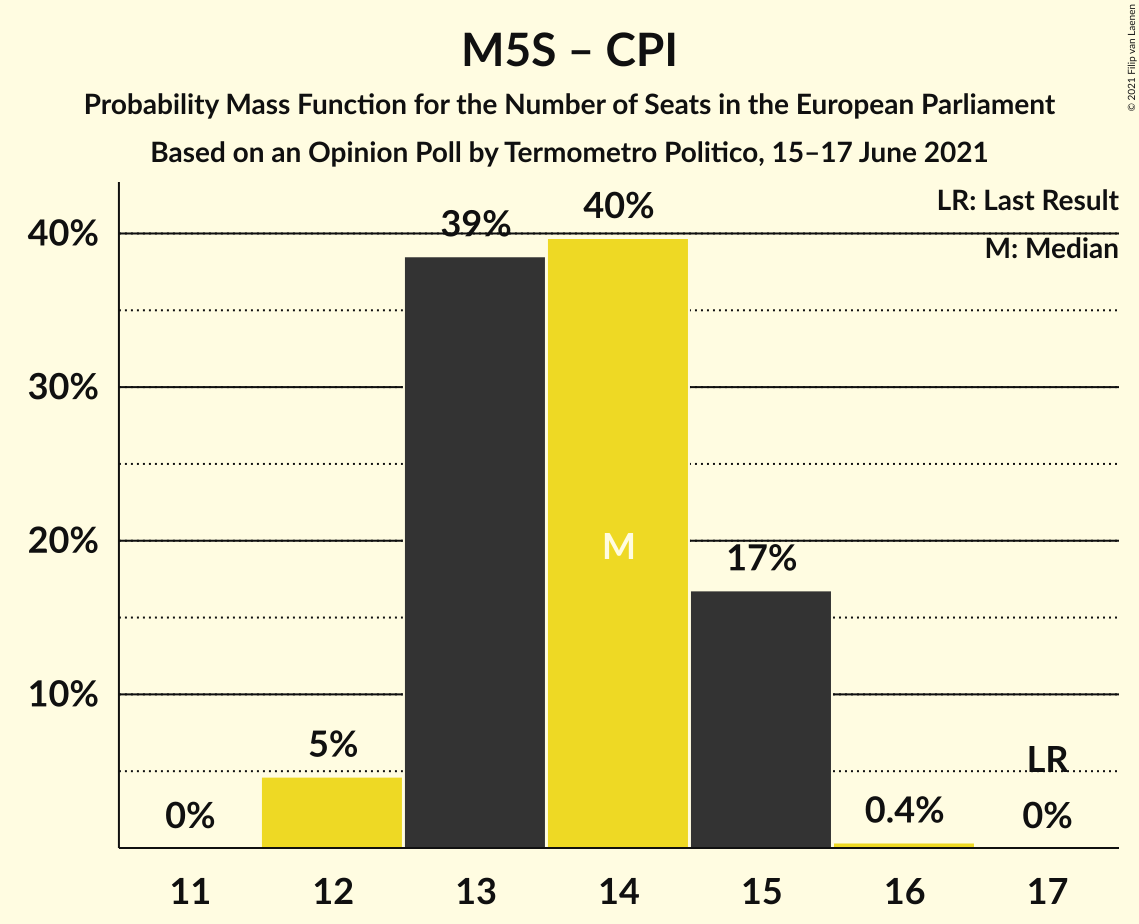 M5S – CPI
Probability Mass Function for the Number of Seats in the European Parliament
Based on an Opinion Poll by Termometro Politico, 15–17 June 2021
© 2021 Filip van Laenen
LR: Last Result
M: Median
40%
30%
20%
10%
0%
5%
39%
40%
M
17%
0.4%
LR
0%
11 12 13 14 15 16 17